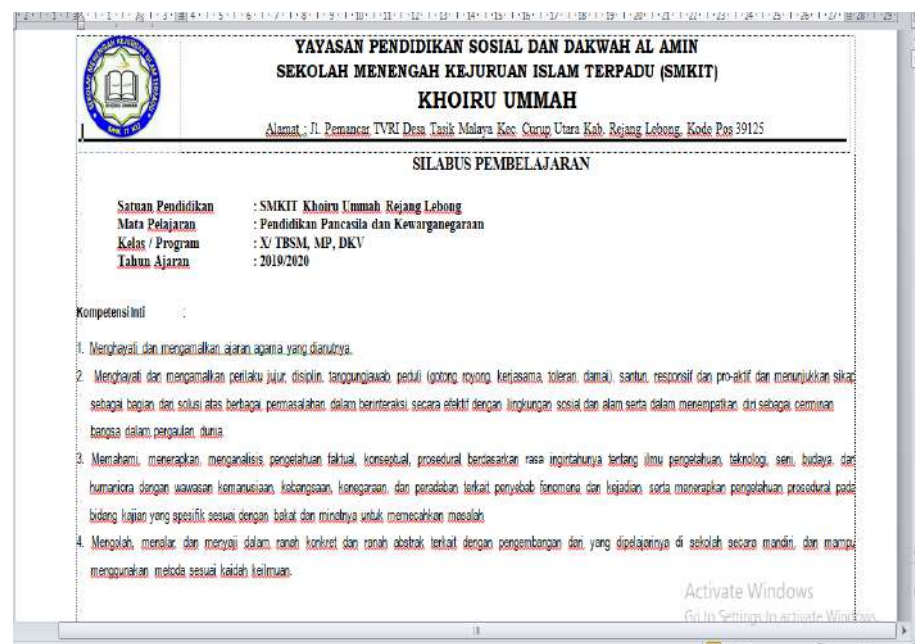 YAYASAN PENDIDIKAN SOSIAL DAN DAKWAH AL AMIN
SEKOLAH MENENGAH KEJURUAN ISLAM TERPADU (SMKIT)
KHOIRU UMMAH
Alamat : Jl. Pemancar TVRI Desa Tasik Malaya Kec. Curup Utara Kab. Rejang Lebong, Kode Pos 39125
SILABUS PEMBELAJARAN
Satuan Pendidikan : SMKIT Khoiru Ummah Rejang Lebong
Mata Pelajaran : Pendidikan Pancasila dan Kewarganegaraan
Kelas / Program : X/ TBSM, MP, DKV
Tahun Ajaran : 2019/2020
Kompetensi Inti :
1. Menghayati dan mengamalkan ajaran agama yang dianutnya.
2. Menghayati dan mengamalkan perilaku jujur, disiplin, tanggungjawab, peduli (gotong royong, kerjasama, toleran, damai), santun, responsif dan pro-aktif dan menunjukkan sikap
sebagai bagian dari solusi atas berbagai permasalahan dalam berinteraksi secara efektif dengan lingkungan sosial dan alam serta dalam menempatkan diri sebagai cerminan
bangsa dalam pergaulan dunia
3. Memahami, menerapkan, menganalisis pengetahuan faktual, konseptual, prosedural berdasarkan rasa ingintahunya tentang ilmu pengetahuan, teknologi, seni, budaya, dan
humaniora dengan wawasan kemanusiaan, kebangsaan, kenegaraan, dan peradaban terkait penyebab fenomena dan kejadian, serta menerapkan pengetahuan prosedural pada
bidang kajian yang spesifik sesuai dengan bakat dan minatnya untuk memecahkan masalah
4. Mengolah, menalar, dan menyaji dalam ranah konkret dan ranah abstrak terkait dengan pengembangan dari yang dipelajarinya di sekolah secara mandiri, dan mampu
menggunakan metoda sesuai kaidah keilmuan.
Activate Windows
Go to Settings to activate Windows.